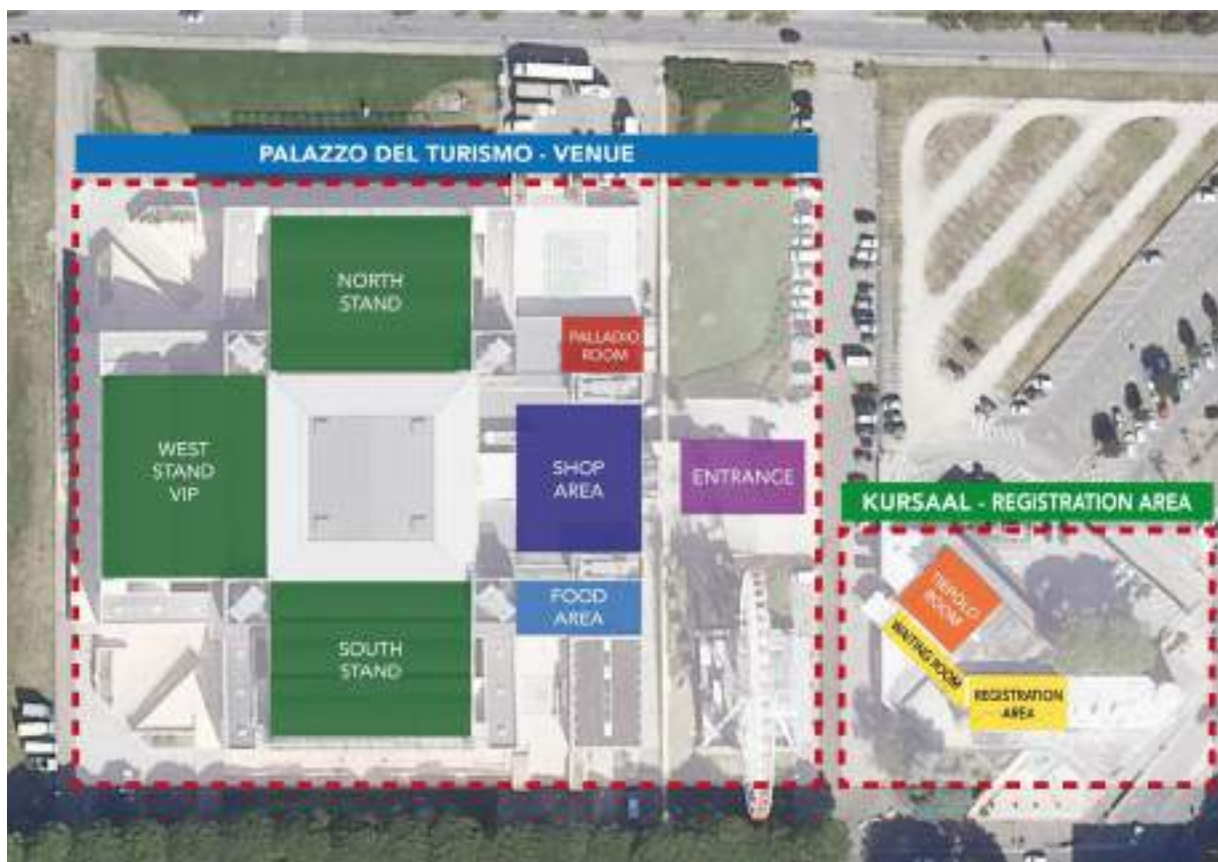 PALAZZO DEL TURISMO - VENUE
NORTH
STAND
PALLADIO
ROOM
WEST
STAND
VIP
SHOP
AREA
ENTRANCE
KURSAAL - REGISTRATION AREA
TIEPOLO
ROOM
FOOD
AREA
WAITING ROOM
SOUTH
STAND
REGISTRATION
AREA